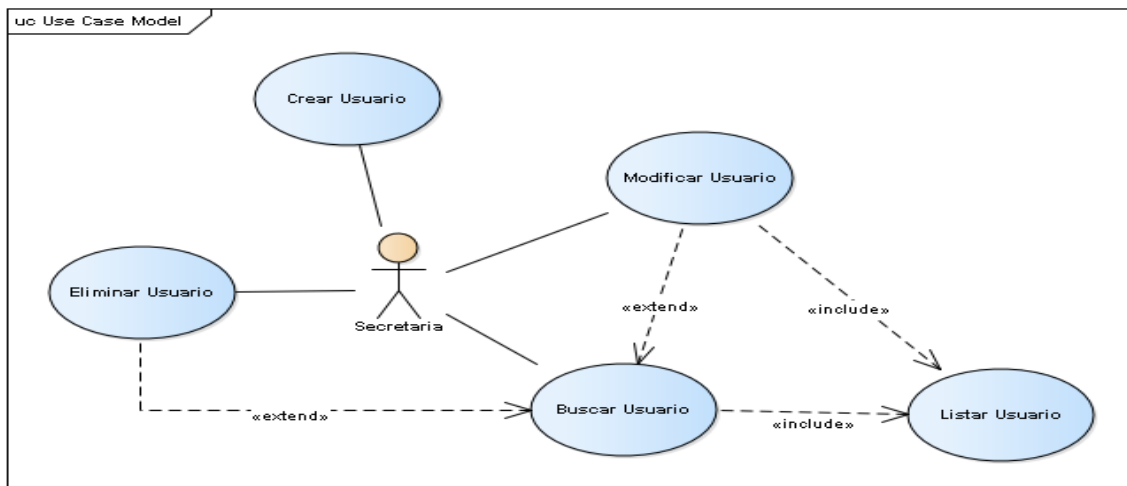 uc Use Case Model
Crear Usuario
Modificar Usuario
Eliminar Usuario
Secretaria
«extend»
«include»
Buscar Usuario
«extend»
«include»
Listar Usuario